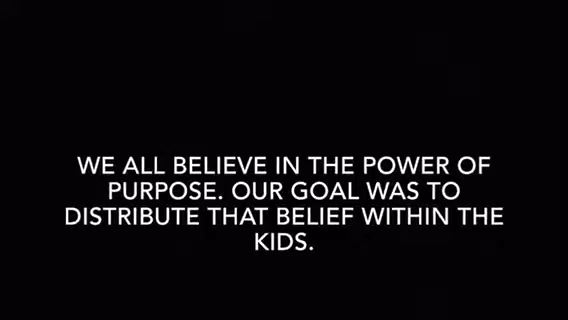 WE ALL BELIEVE IN THE POWER OF
PURPOSE. OUR GOAL WAS TO
DISTRIBUTE THAT BELIEF WITHIN THE
KIDS.